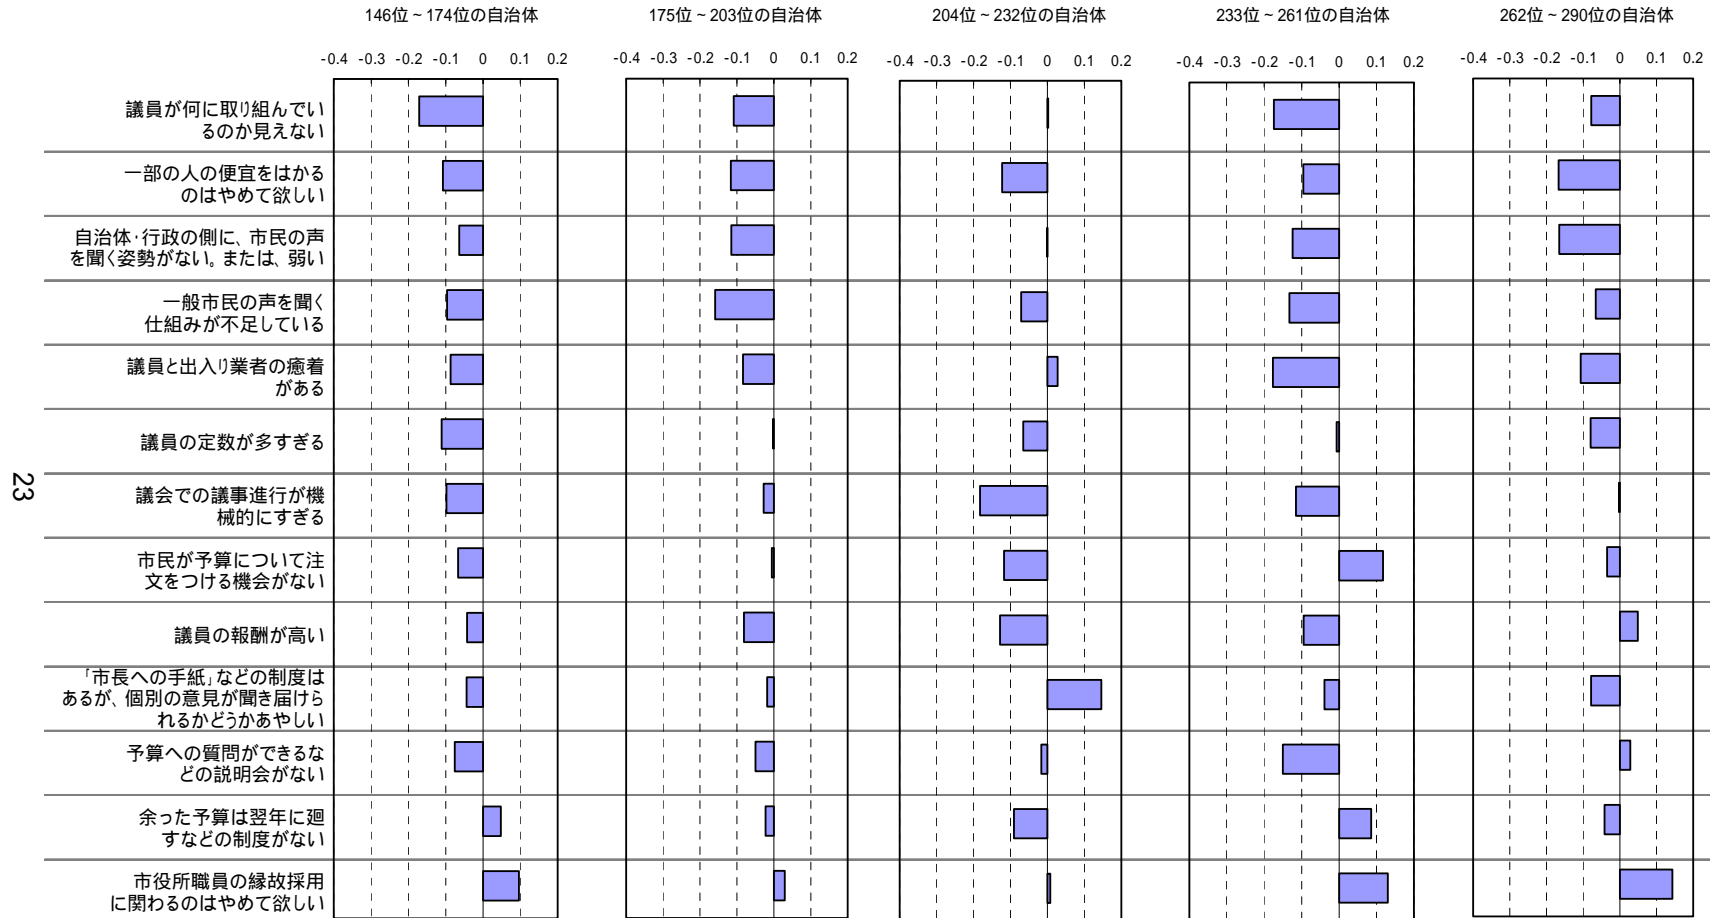 146位～174位の自治体
175位～203位の自治体
204位～232位の自治体
233位～261位の自治体
262位～290位の自治体
-0.4 -0.3 -0.2 -0.1 0 0.1 0.2
-0.4 -0.3 -0.2 -0.1 0 0.1 0.2
-0.4 -0.3 -0.2 -0.1 0 0.1 0.2
-0.4 -0.3 -0.2 -0.1 0 0.1 0.2
-0.4 -0.3 -0.2 -0.1 0 0.1 0.2
議員が何に取り組んでい
るのか見えない
一部の人の便宜をはかる
のはやめて欲しい
自治体・行政の側に、市民の声
を聞く姿勢がない。または、弱い
一般市民の声を聞く
仕組みが不足している
議員と出入り業者の癒着
がある
議員の定数が多すぎる
議会での議事進行が機
械的にすぎる
市民が予算について注
文をつける機会がない
議員の報酬が高い
「市長への手紙」などの制度は
あるが、個別の意見が聞き届けら
れるかどうかあやしい
予算への質問ができるな
どの説明会がない
余った予算は翌年に廻
すなどの制度がない
市役所職員の縁故採用
に関わるのはやめて欲しい
23